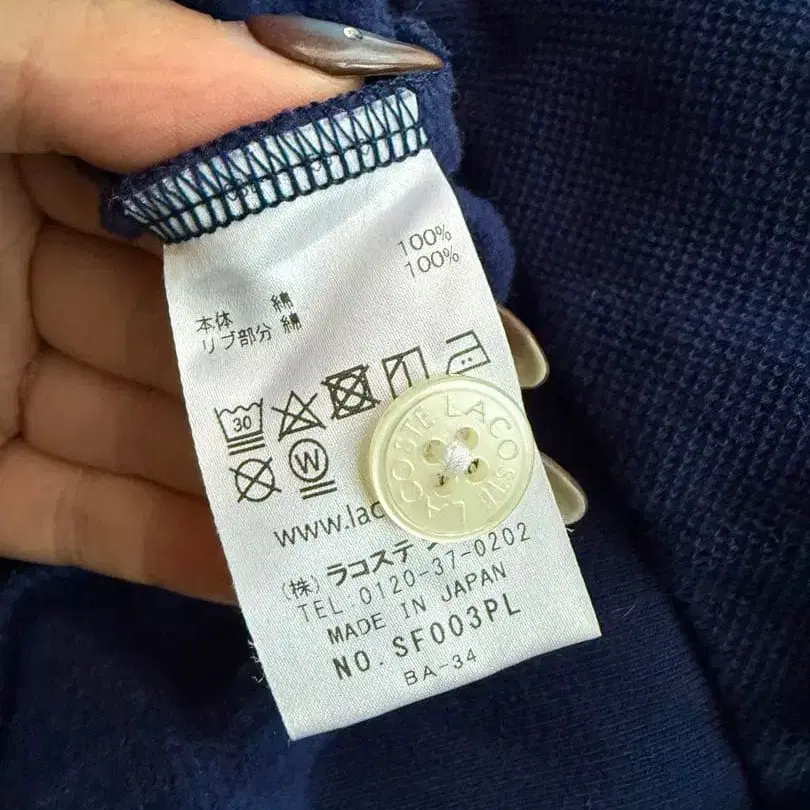 本体 綿 100%
リブ部分 綿 100%
30
W
LACOSTE LACOSTE
www.lac
(株) ラコステ
TEL.0120-37-0202
MADE IN JAPAN
NO. SF003PL
BA-34